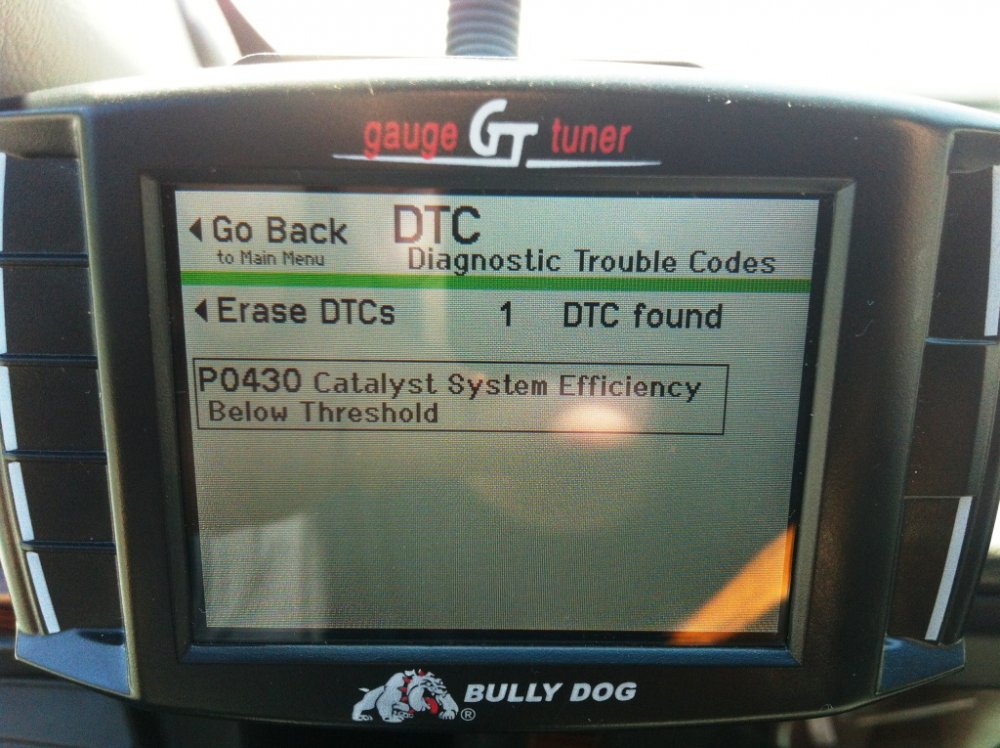 gauge GT tuner
Go Back DTC
to Main Menu Diagnostic Trouble Codes
Erase DTCs 1 DTC found
P0430 Catalyst System Efficiency
Below Threshold
BULLY DOG
®